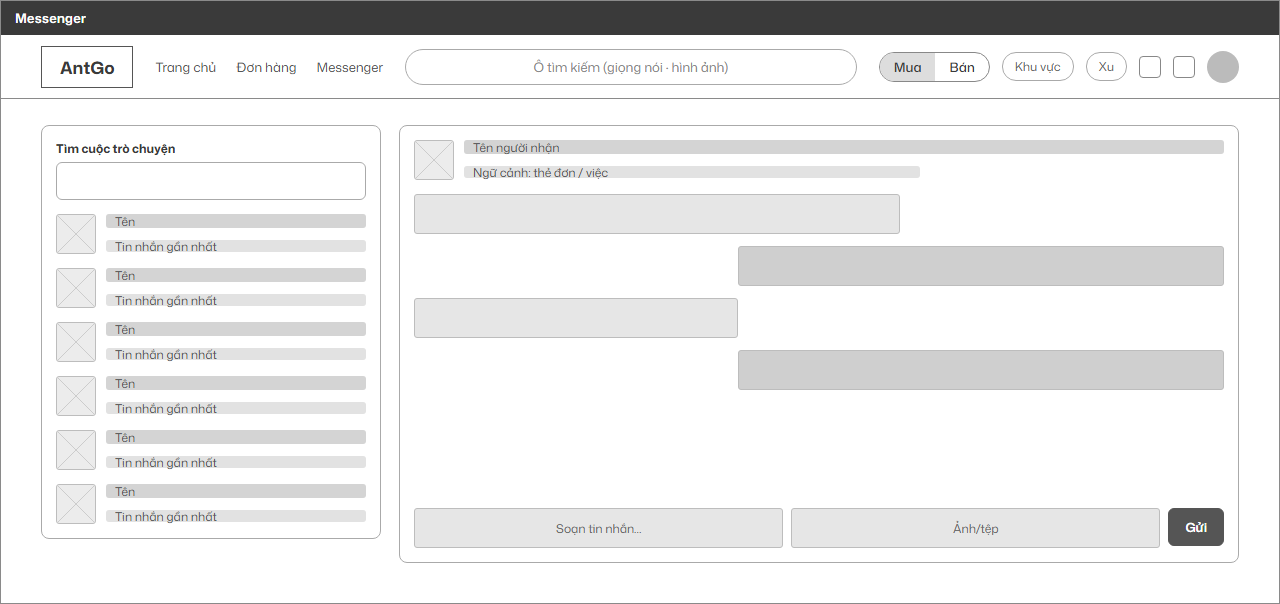 Messenger
AntGo
Trang chủ
Đơn hàng
Messenger
Ô tìm kiếm (giọng nói · hình ảnh)
Mua
Bán
Khu vực
Xu
Tìm cuộc trò chuyện
Tên
Tin nhắn gần nhất
Tên
Tin nhắn gần nhất
Tên
Tin nhắn gần nhất
Tên
Tin nhắn gần nhất
Tên
Tin nhắn gần nhất
Tên
Tin nhắn gần nhất
Tên người nhận
Ngữ cảnh: thẻ đơn / việc
Soạn tin nhắn...
Ảnh/tệp
Gửi